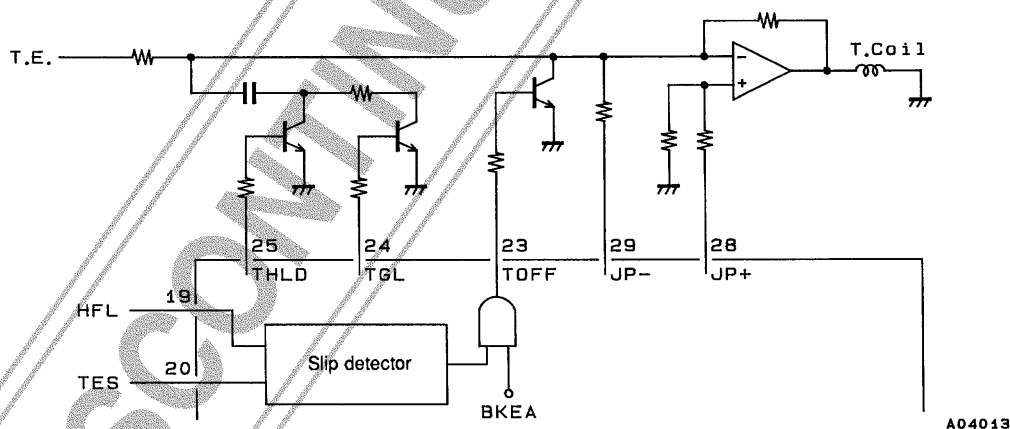 T.E.
T.Coil
-
+
25
24
23
29
28
THLD
TGL
TOFF
JP-
JP+
19
HFL
20
TES
Slip detector
BKEA
A04013